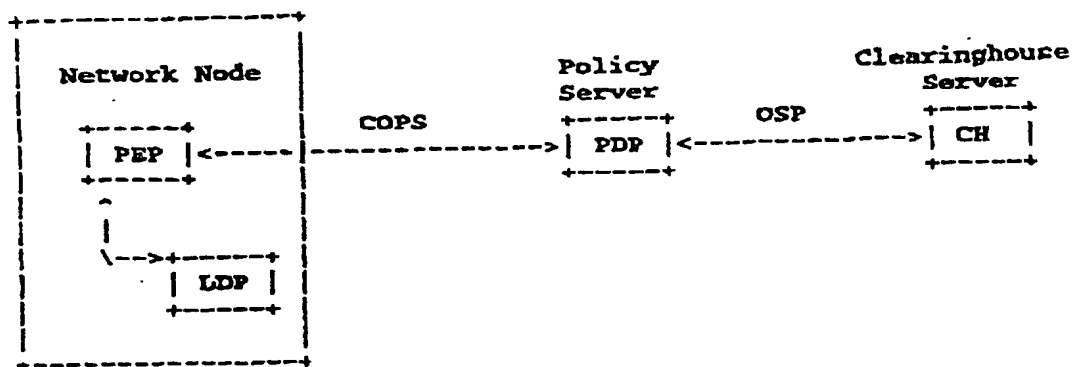 Network Node
Policy
Server
Clearinghouse
Server
COPS
OSP
PEP
PDP
CH
LDP